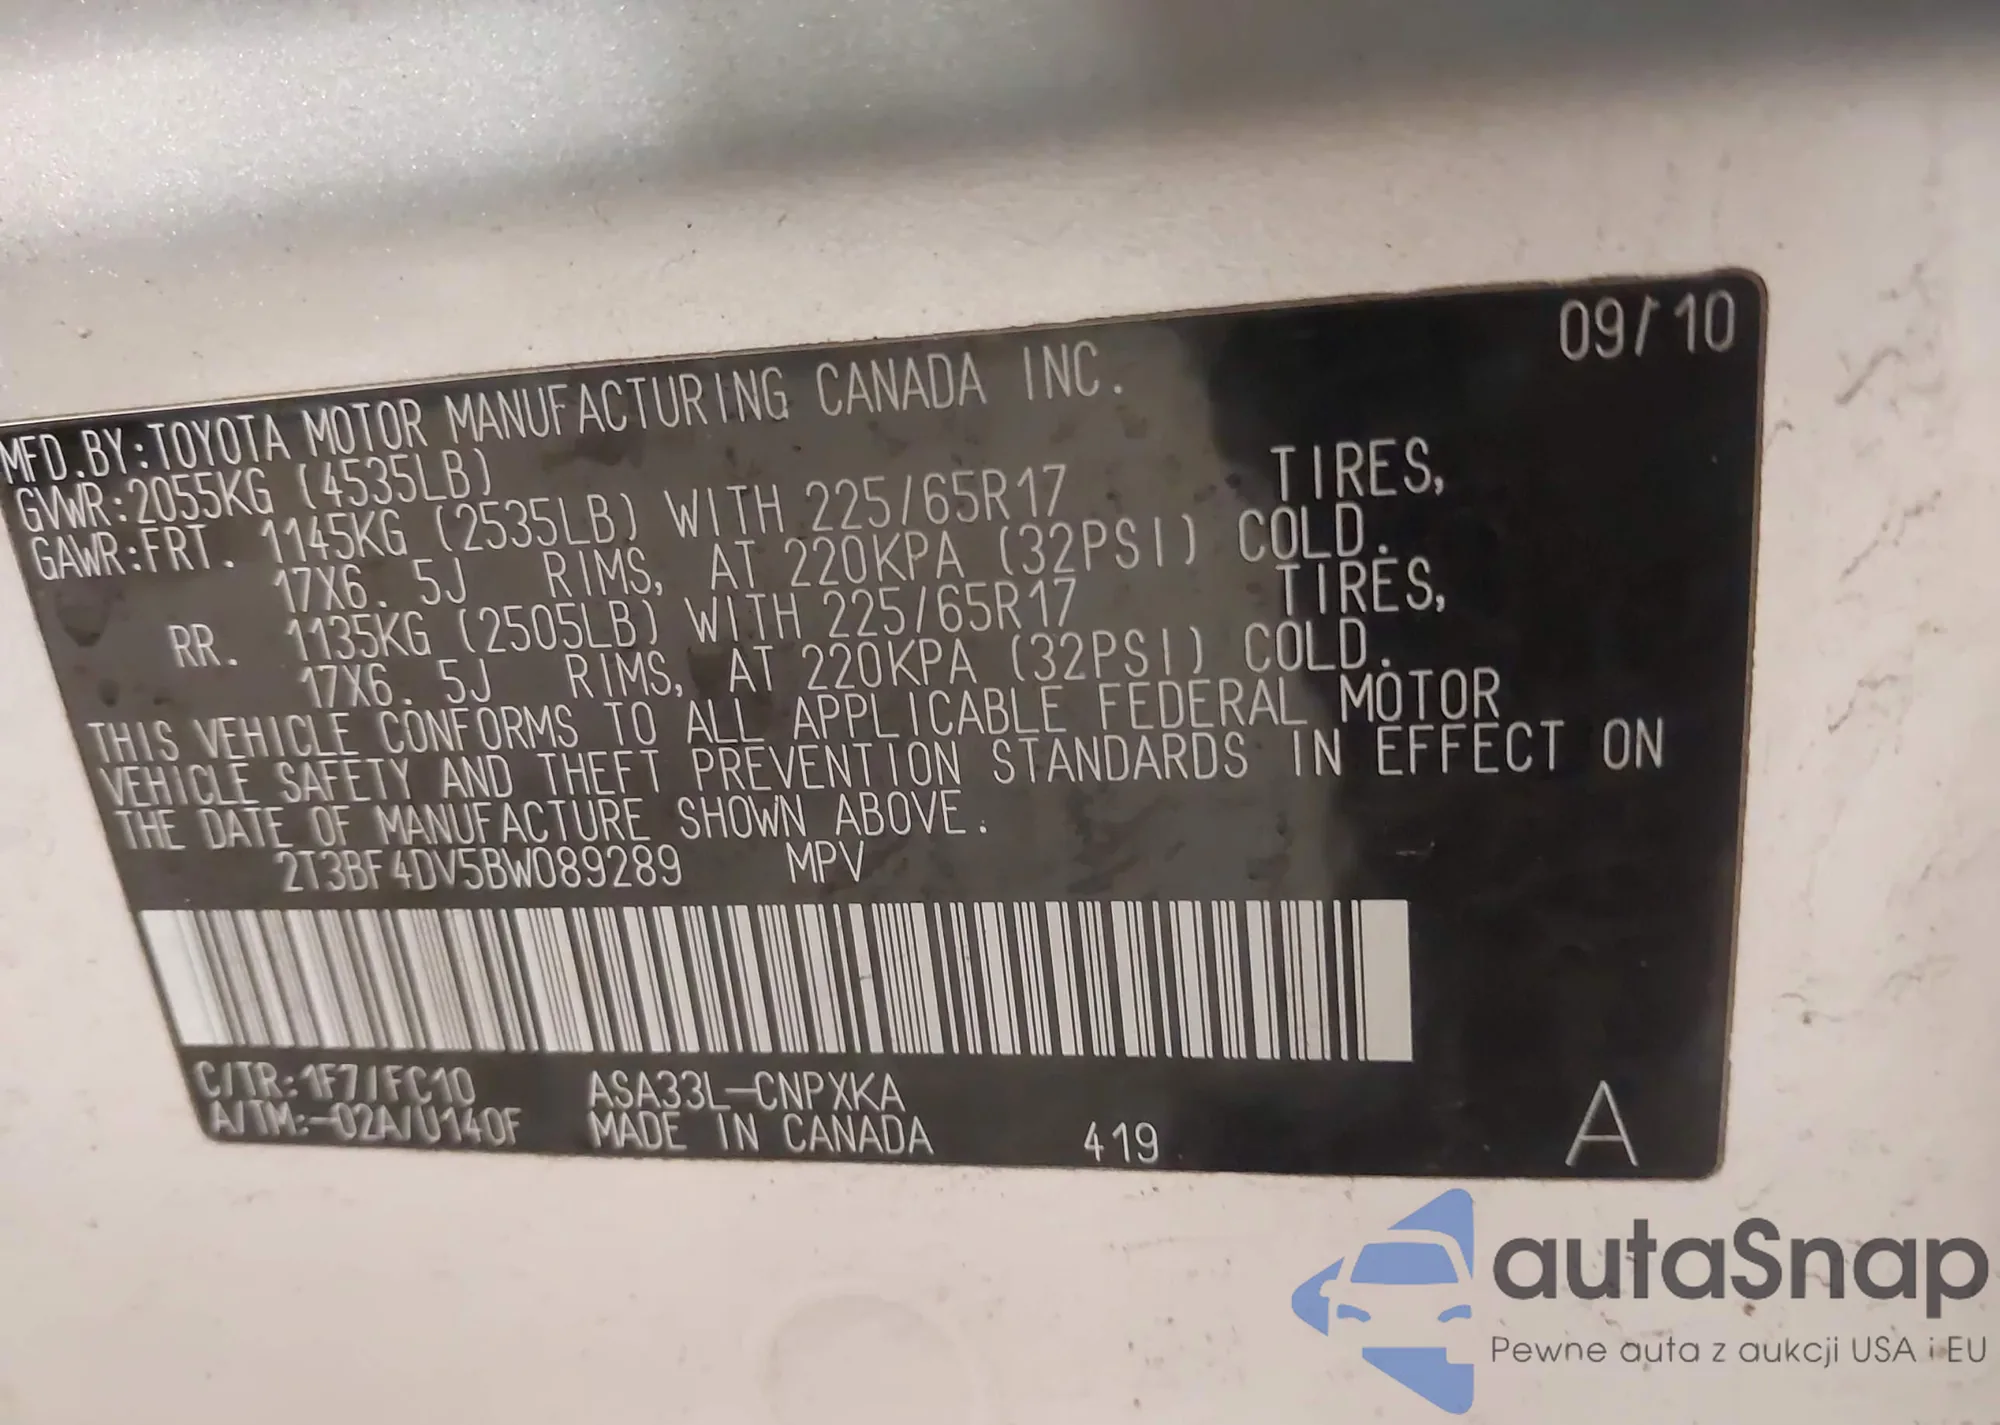 09/10
MFD.BY:TOYOTA MOTOR MANUFACTURING CANADA INC.
GVWR:2055KG (4535LB)
GAWR:FRT. 1145KG (2535LB) WITH 225/65R17 TIRES,
17X6.5J RIMS, AT 220KPA (32PSI) COLD.
RR. 1135KG (2505LB) WITH 225/65R17 TIRES,
17X6.5J RIMS, AT 220KPA (32PSI) COLD.
THIS VEHICLE CONFORMS TO ALL APPLICABLE FEDERAL MOTOR
VEHICLE SAFETY AND THEFT PREVENTION STANDARDS IN EFFECT ON
THE DATE OF MANUFACTURE SHOWN ABOVE.
2T3BF4DV5BW089289 MPV
C/TR:1F7/FC10 ASA33L-CNPXKA
A/TM:-02A/U140F MADE IN CANADA 419 A
autaSnap
Pewne auta z aukcji USA i EU